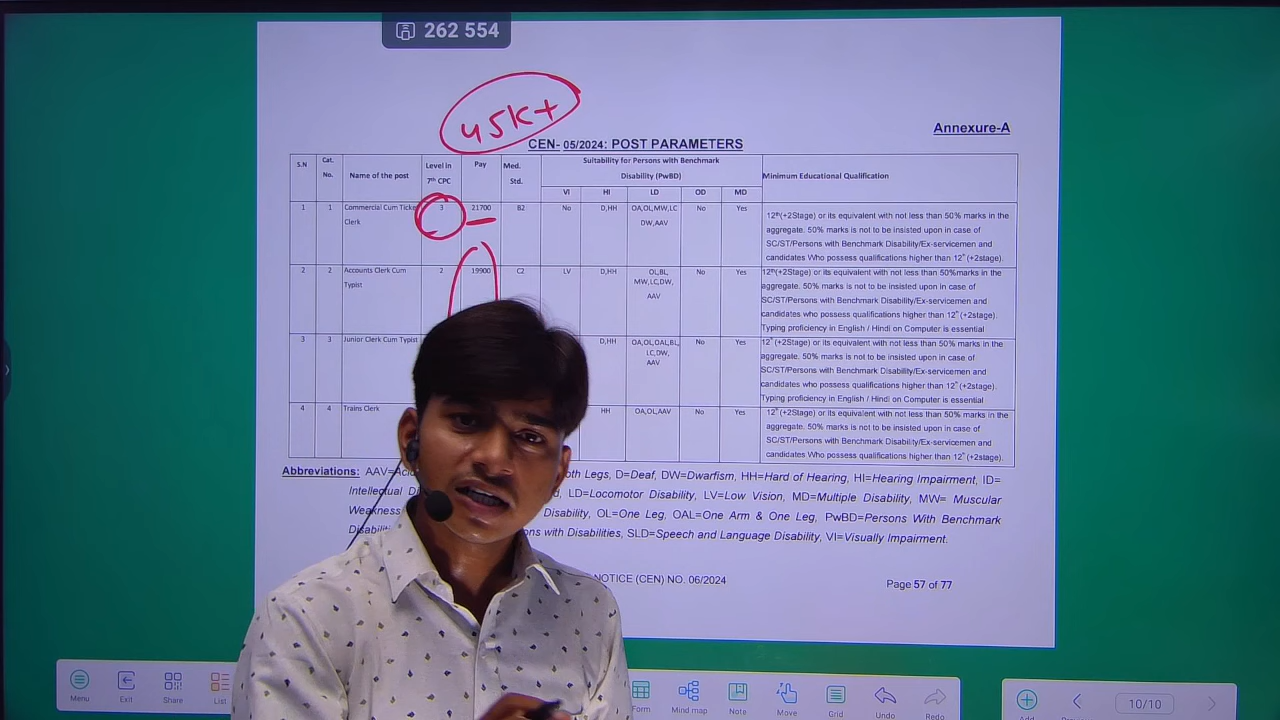 262 554
45K+
Annexure-A
CEN- 05/2024: POST PARAMETERS
S.N
Cat. No.
Name of the post
Level in 7th CPC
Pay
Med. Std.
Suitability for Persons with Benchmark Disability (PwBD)
Minimum Educational Qualification
VI HI LD OD MD
1 1 Commercial Cum Ticke Clerk 3 21700 B2 No D,HH OA,OL,MW,LC DW,AAV No Yes
12th(+2Stage) or its equivalent with not less than 50% marks in the
aggregate. 50% marks is not to be insisted upon in case of
SC/ST/Persons with Benchmark Disability/Ex-servicemen and
candidates Who possess qualifications higher than 12th (+2stage).
2 2 Accounts Clerk Cum Typist 2 19900 C2 LV D,HH OL,BL, MW,LC,DW, AAV No Yes
12th(+2Stage) or its equivalent with not less than 50%marks in the
aggregate. 50% marks is not to be insisted upon in case of
SC/ST/Persons with Benchmark Disability/Ex-servicemen and
candidates who possess qualifications higher than 12th (+2stage).
Typing proficiency in English / Hindi on Computer is essential
3 3 Junior Clerk Cum Typist D,HH OA,OL,OAL,BL, LC,DW, AAV No Yes
12th (+2Stage) or its equivalent with not less than 50% marks in the
aggregate. 50% marks is not to be insisted upon in case of
SC/ST/Persons with Benchmark Disability/Ex-servicemen and
candidates who possess qualifications higher than 12th (+2stage).
Typing proficiency in English / Hindi on Computer is essential
4 4 Trains Clerk HH OA,OL,AAV No Yes
12th (+2Stage) or its equivalent with not less than 50% marks in the
aggregate. 50% marks is not to be insisted upon in case of
SC/ST/Persons with Benchmark Disability/Ex-servicemen and
candidates Who possess qualifications higher than 12th (+2stage).
Abbreviations: AAV=Acid oth Legs, D=Deaf, DW=Dwarfism, HH=Hard of Hearing, HI=Hearing Impairment, ID=
Intellectual Di d, LD=Locomotor Disability, LV=Low Vision, MD=Multiple Disability, MW= Muscular
Weakness Disability, OL=One Leg, OAL=One Arm & One Leg, PwBD=Persons With Benchmark
Disabiliti ons with Disabilities, SLD=Speech and Language Disability, VI=Visually Impairment.
NOTICE (CEN) NO. 06/2024
Page 57 of 77
Menu Exit Share List Form Mind map Note Move Grid Undo Redo Add 10/10